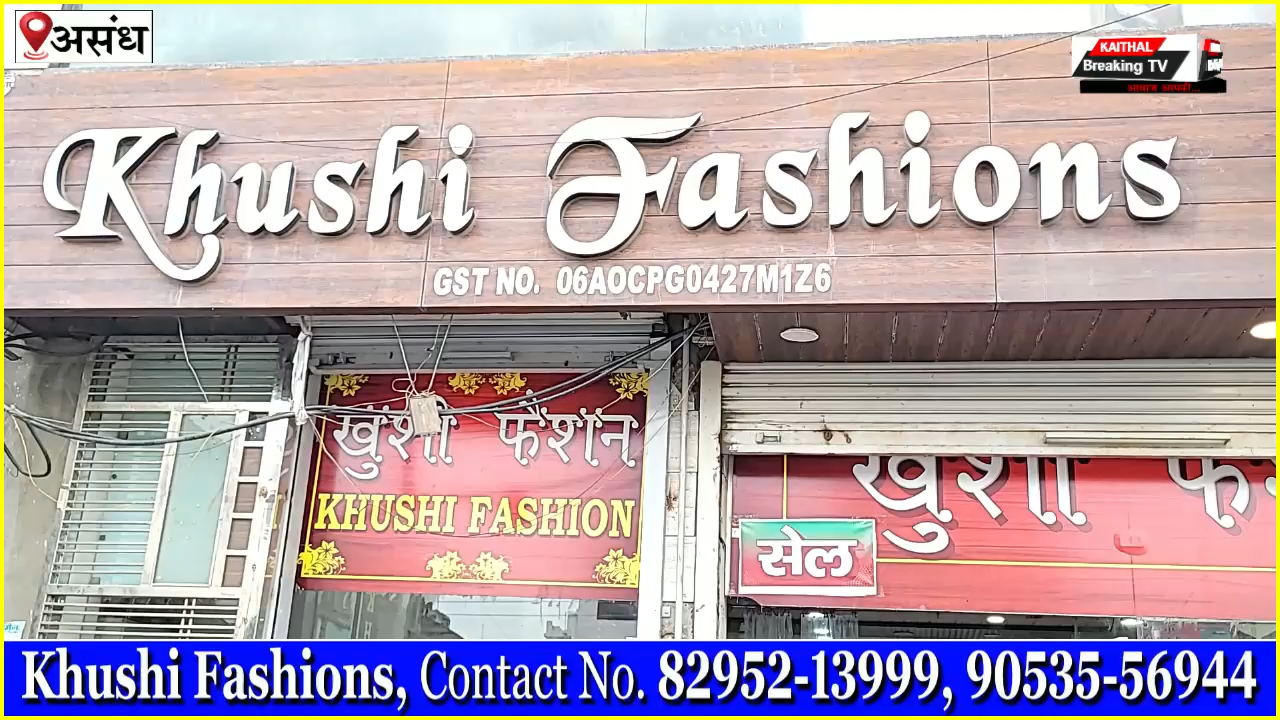 असंध
KAITHAL
Breaking TV
Khushi Fashions
GST NO. 06AOCPG0427M1Z6
खुशी फैशन
KHUSHI FASHION
खुशी फै
सेल
Khushi Fashions, Contact No. 82952-13999, 90535-56944